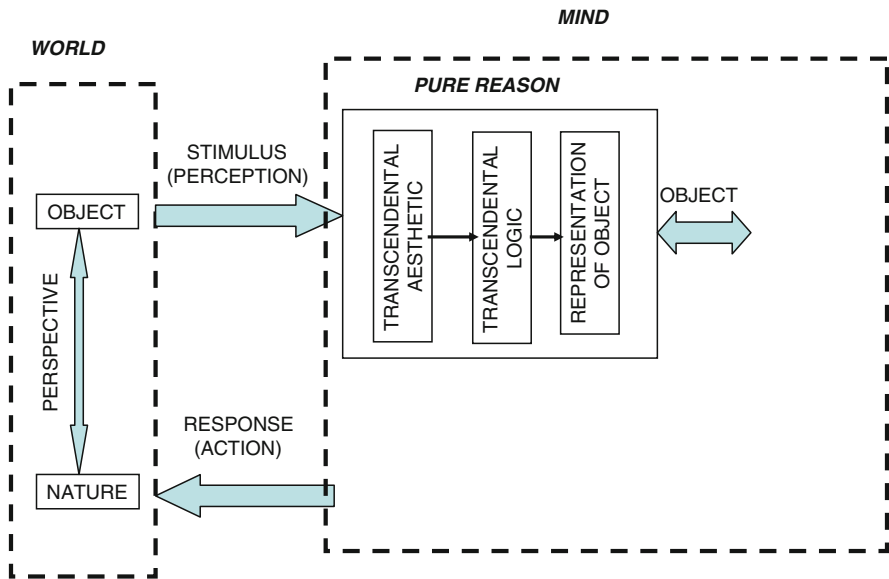 MIND
WORLD
PURE REASON
STIMULUS
(PERCEPTION)
OBJECT
PERSPECTIVE
NATURE
TRANSCENDENTAL
AESTHETIC
TRANSCENDENTAL
LOGIC
REPRESENTATION
OF OBJECT
OBJECT
RESPONSE
(ACTION)